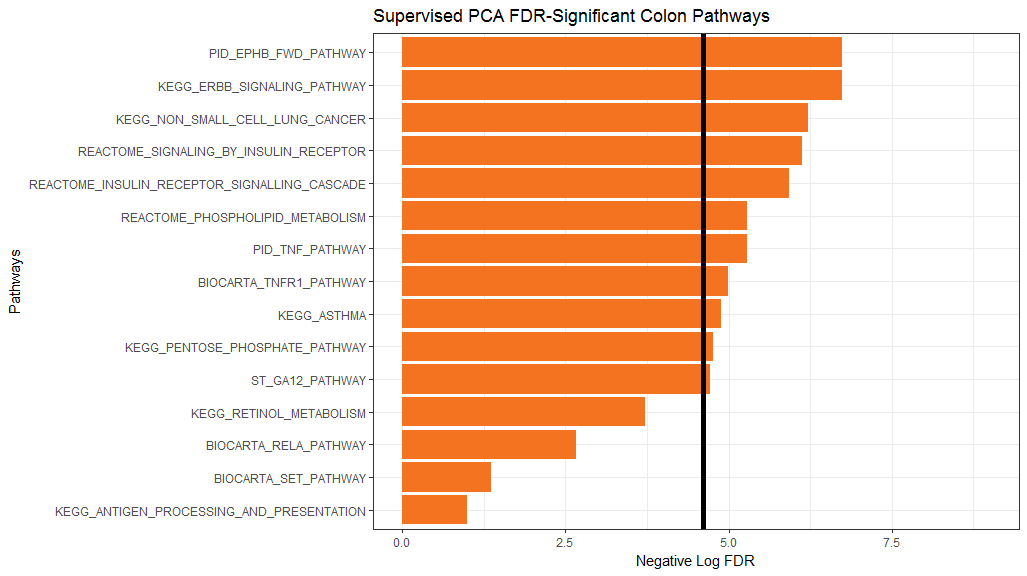 Supervised PCA FDR-Significant Colon Pathways
PID_EPHB_FWD_PATHWAY
KEGG_ERBB_SIGNALING_PATHWAY
KEGG_NON_SMALL_CELL_LUNG_CANCER
REACTOME_SIGNALING_BY_INSULIN_RECEPTOR
REACTOME_INSULIN_RECEPTOR_SIGNALLING_CASCADE
REACTOME_PHOSPHOLIPID_METABOLISM
PID_TNF_PATHWAY
BIOCARTA_TNFR1_PATHWAY
KEGG_ASTHMA
KEGG_PENTOSE_PHOSPHATE_PATHWAY
ST_GA12_PATHWAY
KEGG_RETINOL_METABOLISM
BIOCARTA_RELA_PATHWAY
BIOCARTA_SET_PATHWAY
KEGG_ANTIGEN_PROCESSING_AND_PRESENTATION
Pathways
0.0 2.5 5.0 7.5
Negative Log FDR